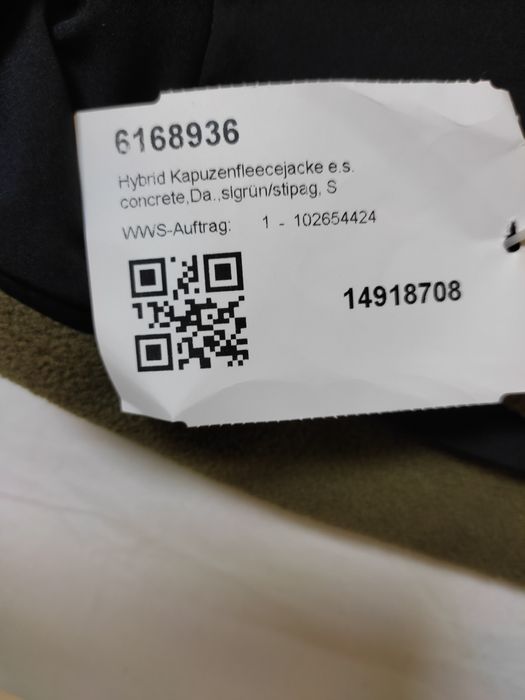 6168936
Hybrid Kapuzenfleecejacke e.s.
concrete,Da.,slgrün/stipag, S
WWS-Auftrag: 1 - 102654424
14918708